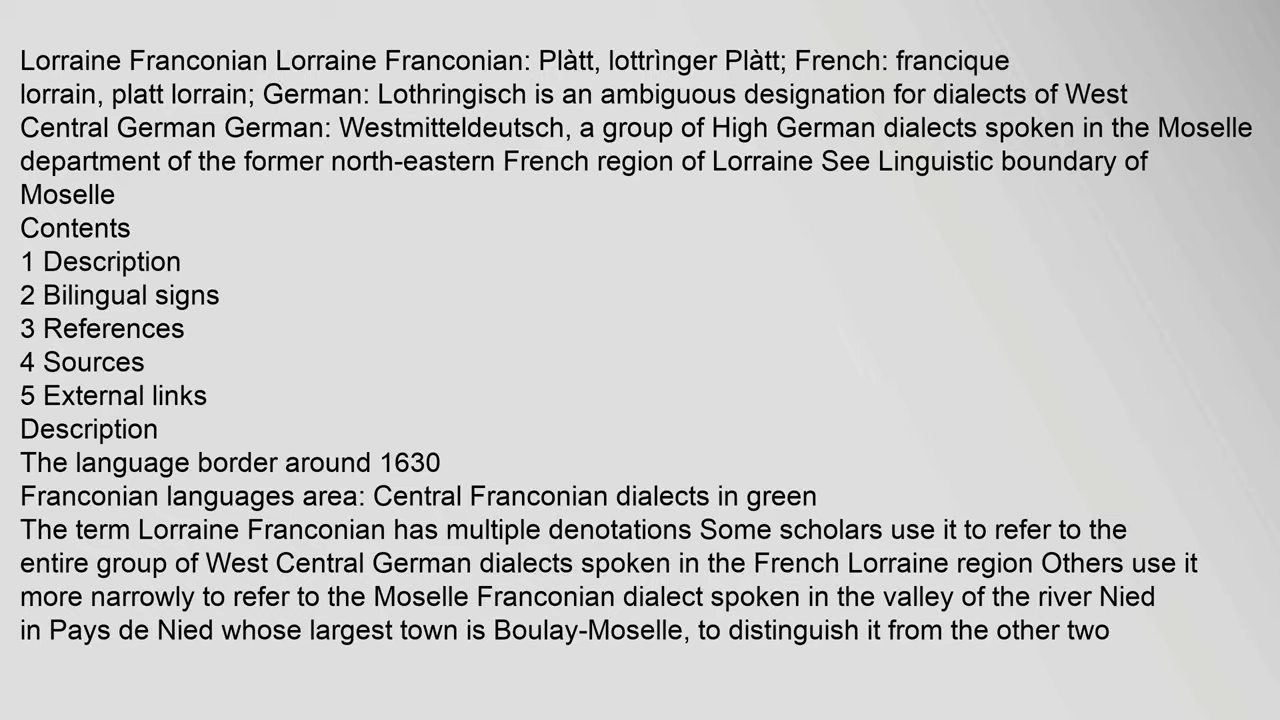 Lorraine Franconian Lorraine Franconian: Plàtt, lottrìnger Plàtt; French: francique
lorrain, platt lorrain; German: Lothringisch is an ambiguous designation for dialects of West
Central German German: Westmitteldeutsch, a group of High German dialects spoken in the Moselle
department of the former north-eastern French region of Lorraine See Linguistic boundary of
Moselle
Contents
1 Description
2 Bilingual signs
3 References
4 Sources
5 External links
Description
The language border around 1630
Franconian languages area: Central Franconian dialects in green
The term Lorraine Franconian has multiple denotations Some scholars use it to refer to the
entire group of West Central German dialects spoken in the French Lorraine region Others use it
more narrowly to refer to the Moselle Franconian dialect spoken in the valley of the river Nied
in Pays de Nied whose largest town is Boulay-Moselle, to distinguish it from the other two